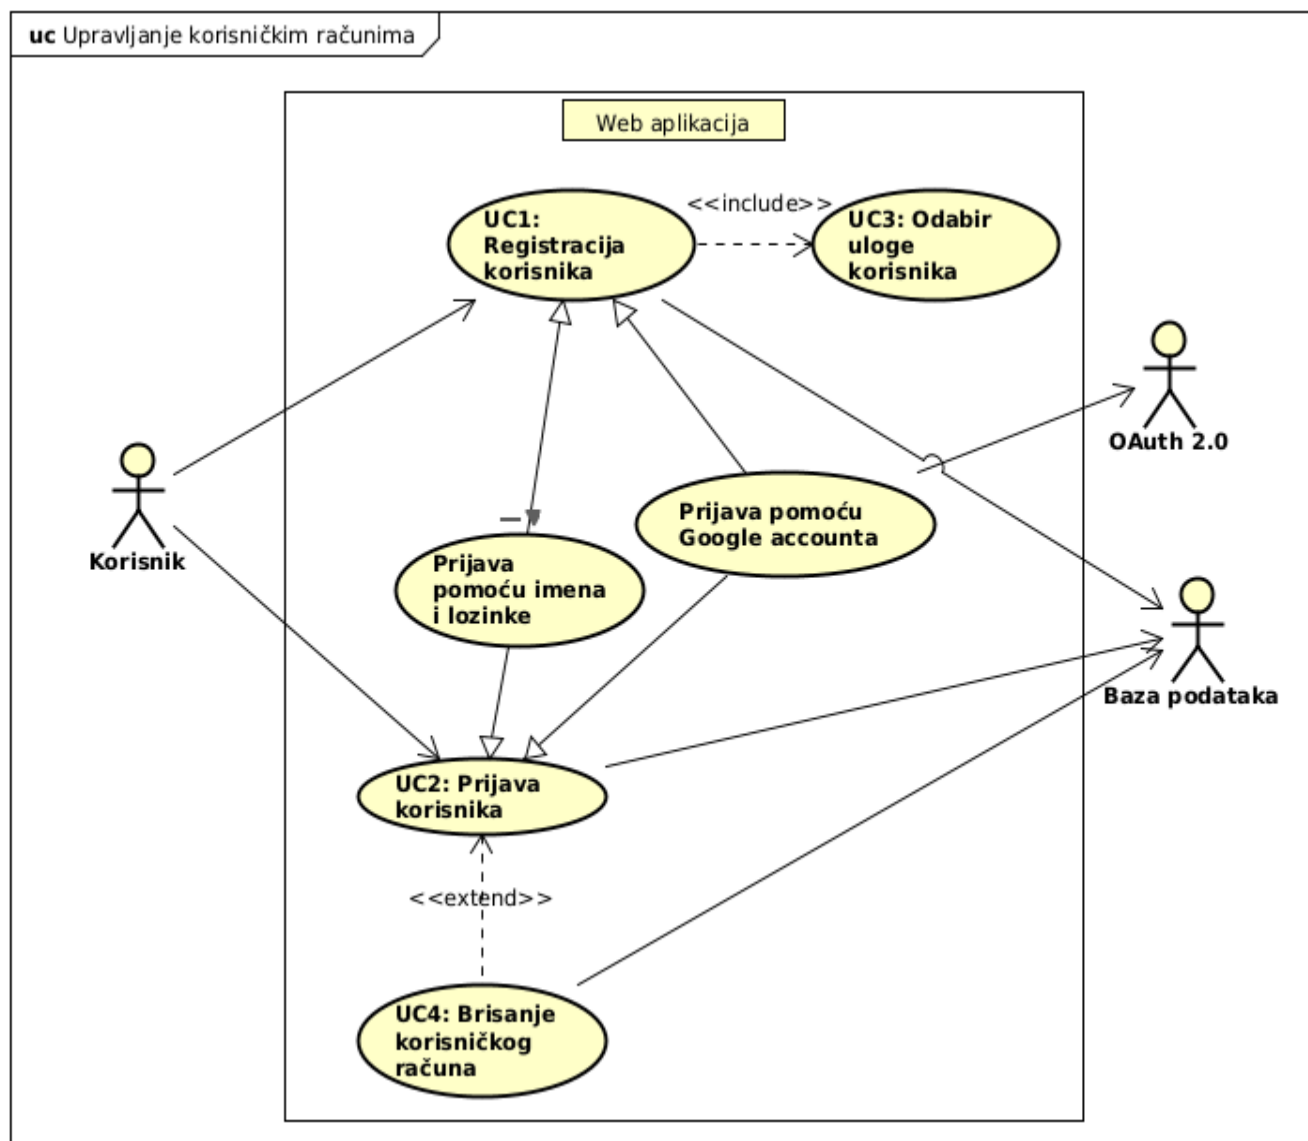 uc Upravljanje korisničkim računima
Web aplikacija
UC1:
Registracija
korisnika
<<include>>
UC3: Odabir
uloge
korisnika
OAuth 2.0
Korisnik
Prijava pomoću
Google accounta
Prijava
pomoću imena
i lozinke
Baza podataka
UC2: Prijava
korisnika
<<extend>>
UC4: Brisanje
korisničkog
računa